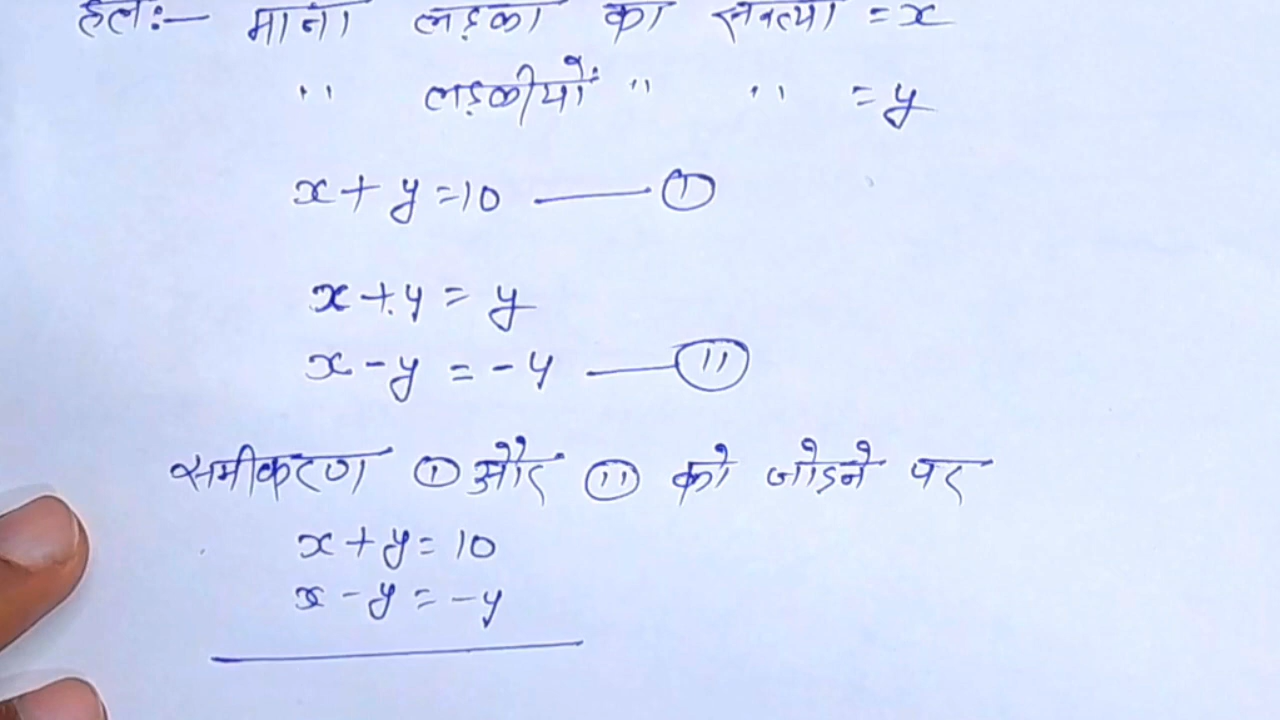 हलः- माना लड़का का संख्या = x
" लड़कीयों " " = y
x + y = 10 —— (i)
x + 4 = y
x - y = -4 —— (ii)
समीकरण (i) और (ii) को जोड़ने पर
x + y = 10
x - y = -4